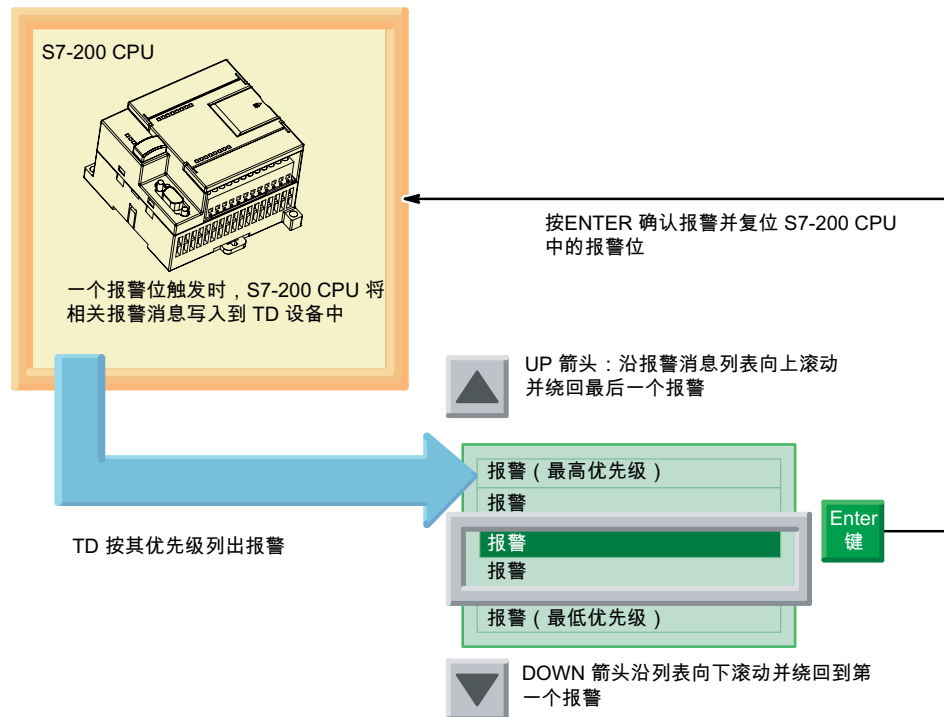 S7-200 CPU
一个报警位触发时，S7-200 CPU 将
相关报警消息写入到 TD 设备中
按ENTER 确认报警并复位 S7-200 CPU
中的报警位
UP 箭头：沿报警消息列表向上滚动
并绕回最后一个报警
报警（最高优先级）
报警
报警
报警
报警（最低优先级）
Enter
键
TD 按其优先级列出报警
DOWN 箭头沿列表向下滚动并绕回到第
一个报警